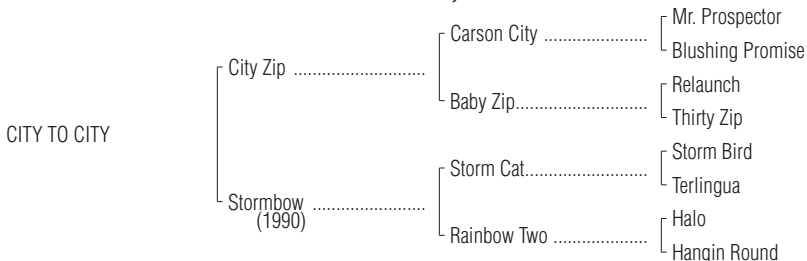 Mr. Prospector
Carson City ......................
Blushing Promise
City Zip ............................
Relaunch
Baby Zip............................
Thirty Zip
CITY TO CITY
Storm Bird
Storm Cat..........................
Terlingua
Stormbow ........................
(1990)
Halo
Rainbow Two ....................
Hangin Round